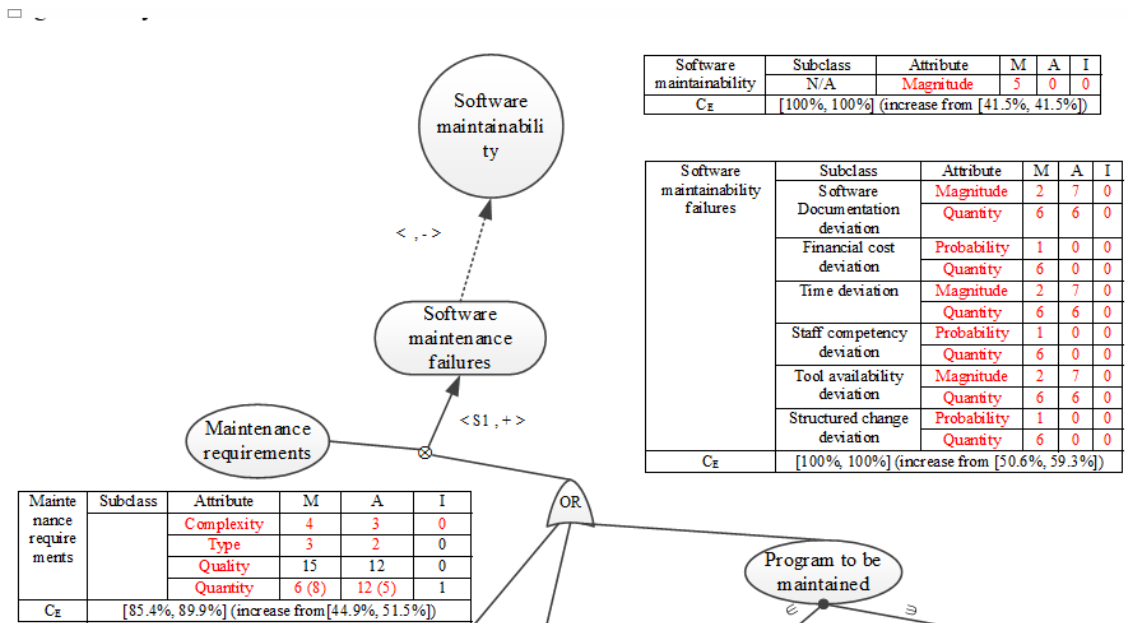 Software
maintainabili
ty
< , - >
Software
maintenance
failures
< S1 , + >
Maintenance
requirements
OR
Program to be
maintained
∈
∋
Software maintainability Subclass Attribute M A I
N/A Magnitude 5 0 0
CE [100%, 100%] (increase from [41.5%, 41.5%])
Software maintainability failures Subclass Attribute M A I
Software Documentation deviation Magnitude 2 7 0
Quantity 6 6 0
Financial cost deviation Probability 1 0 0
Quantity 6 0 0
Time deviation Magnitude 2 7 0
Quantity 6 6 0
Staff competency deviation Probability 1 0 0
Quantity 6 0 0
Tool availability deviation Magnitude 2 7 0
Quantity 6 6 0
Structured change deviation Probability 1 0 0
Quantity 6 0 0
CE [100%, 100%] (increase from [50.6%, 59.3%])
Mainte nance require ments Subclass Attribute M A I
Complexity 4 3 0
Type 3 2 0
Quality 15 12 0
Quantity 6 (8) 12 (5) 1
CE [85.4%, 89.9%] (increase from[44.9%, 51.5%])